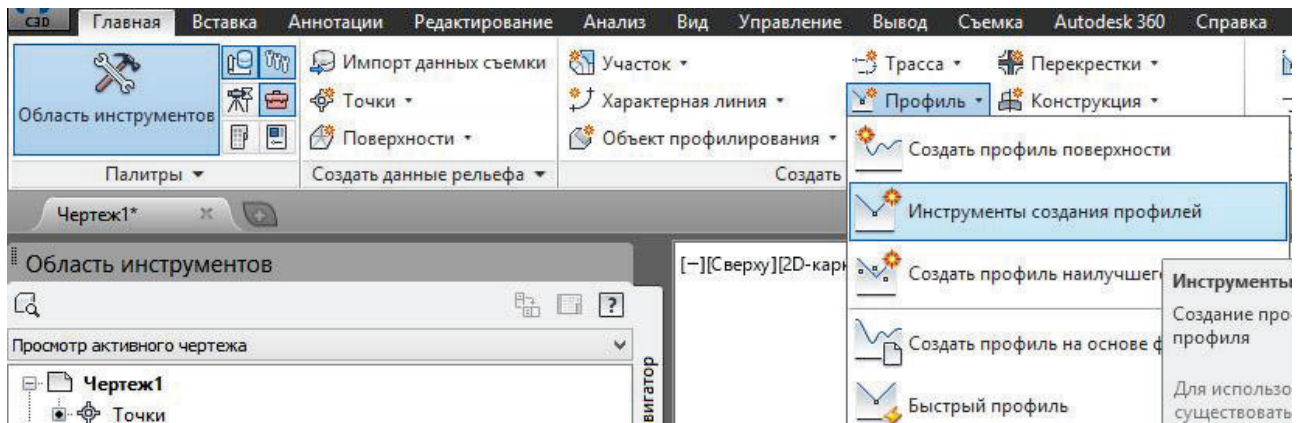 C3D Главная Вставка Аннотации Редактирование Анализ Вид Управление Вывод Съемка Autodesk 360 Справка
Импорт данных съемки Участок Трасса Перекрестки
Область инструментов Точки Характерная линия Профиль Конструкция
Поверхности Объект профилирования
Палитры Создать данные рельефа Создать
Создать профиль поверхности
Чертеж1*
Инструменты создания профилей
Область инструментов [−][Сверху][2D-кар
Создать профиль наилучшег
Инструменты
Создание про
профиля
Просмотр активного чертежа
Создать профиль на основе ф
Чертеж1
Точки
вигатор
Быстрый профиль
Для использо
существовать